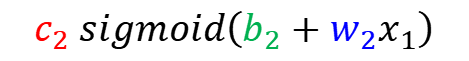 c₂ sigmoid(b₂ + w₂x₁)